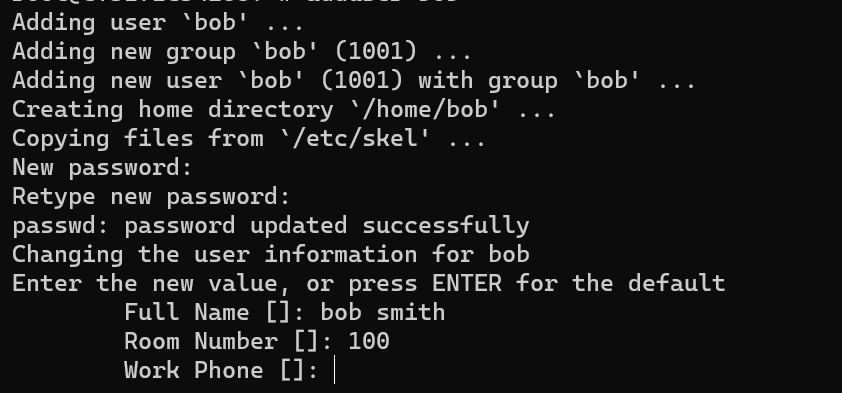 Adding user `bob' ...
Adding new group `bob' (1001) ...
Adding new user `bob' (1001) with group `bob' ...
Creating home directory `/home/bob' ...
Copying files from `/etc/skel' ...
New password:
Retype new password:
passwd: password updated successfully
Changing the user information for bob
Enter the new value, or press ENTER for the default
        Full Name []: bob smith
        Room Number []: 100
        Work Phone []: